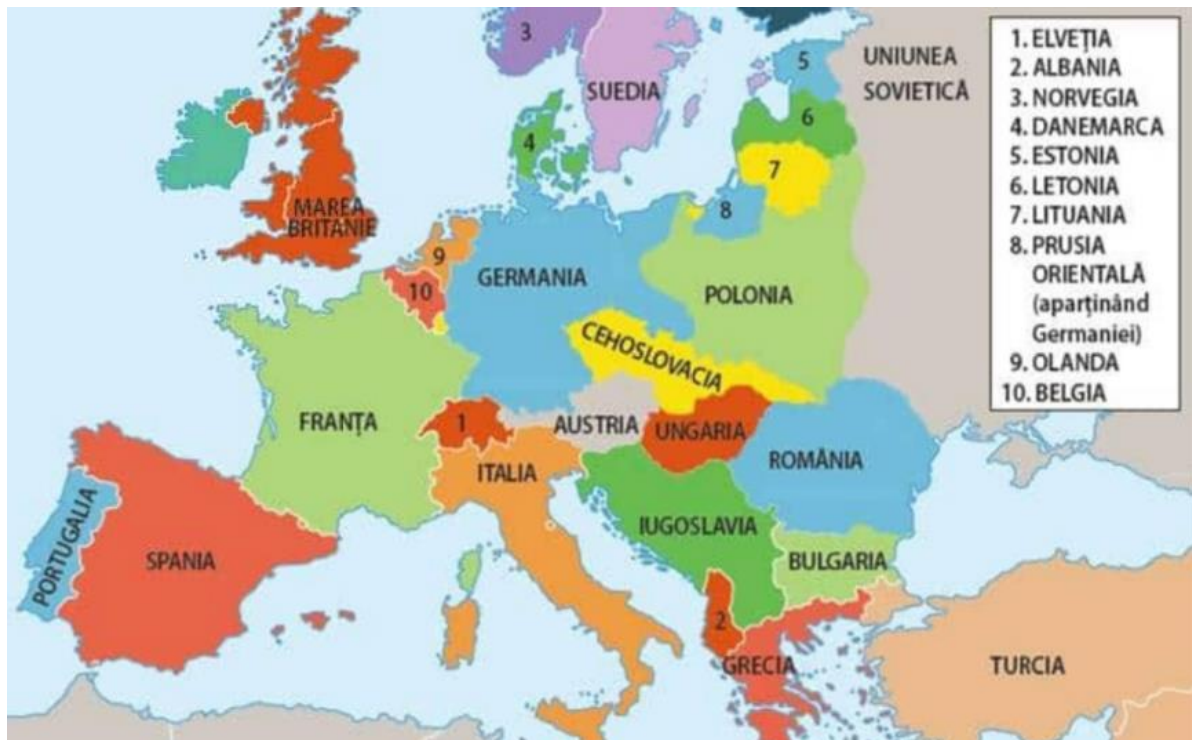 3
SUEDIA
5
UNIUNEA
SOVIETICĂ
6
4
7
8
MAREA
BRITANIE
9
10
GERMANIA
POLONIA
CEHOSLOVACIA
FRANȚA
1
AUSTRIA
UNGARIA
ROMÂNIA
ITALIA
PORTUGALIA
SPANIA
IUGOSLAVIA
BULGARIA
2
GRECIA
TURCIA
1. ELVEȚIA
2. ALBANIA
3. NORVEGIA
4. DANEMARCA
5. ESTONIA
6. LETONIA
7. LITUANIA
8. PRUSIA
ORIENTALĂ
(aparținând
Germaniei)
9. OLANDA
10. BELGIA